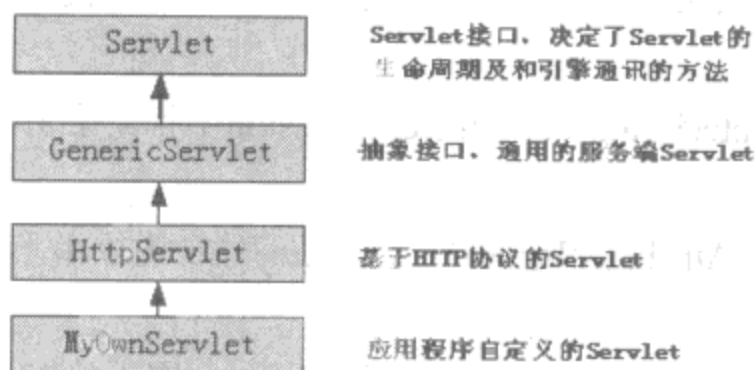 Servlet
Servlet接口、决定了Servlet的
生命周期及和引擎通讯的方法
GenericServlet
抽象接口、通用的服务端Servlet
HttpServlet
基于HTTP协议的Servlet
MyOwnServlet
应用程序自定义的Servlet